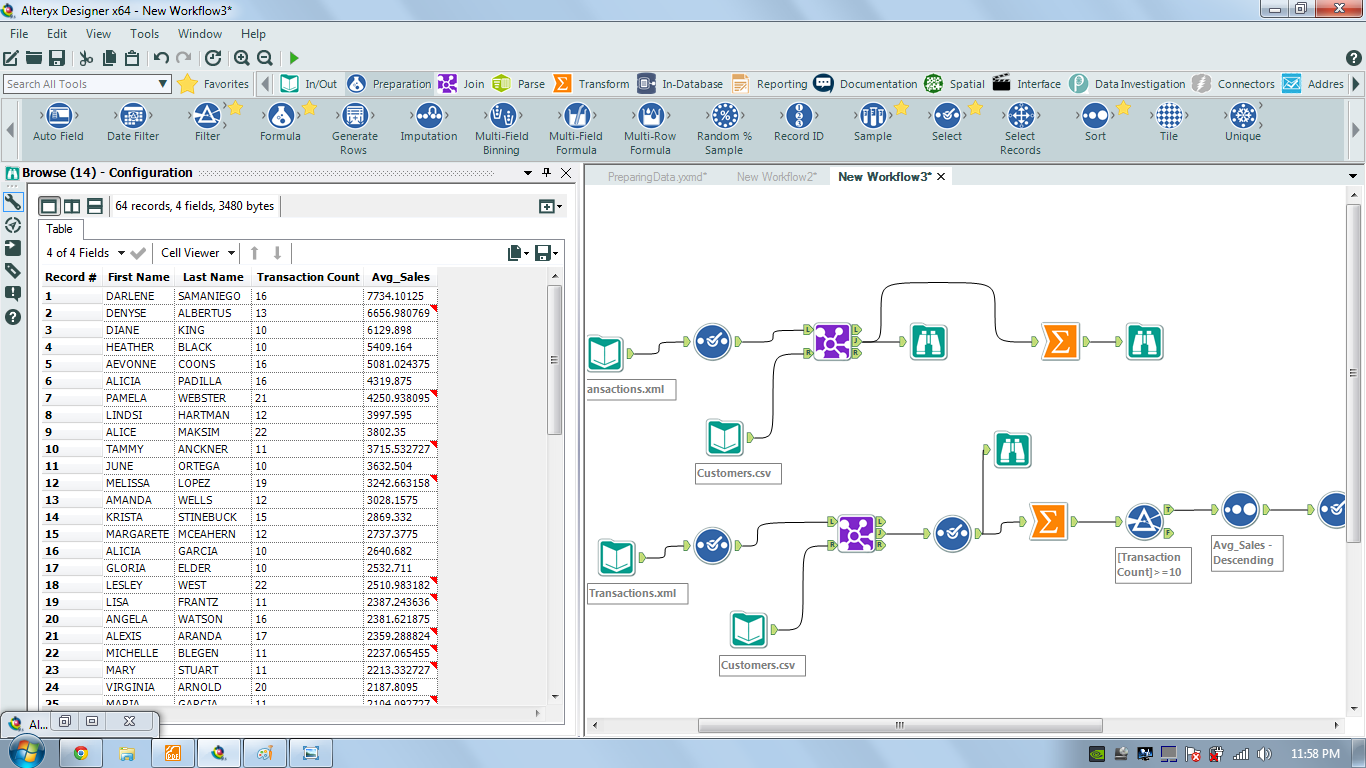 Alteryx Designer x64 - New Workflow3*
File Edit View Tools Window Help
Search All Tools Favorites In/Out Preparation Join Parse Transform In-Database Reporting Documentation Spatial Interface Data Investigation Connectors Addres
Auto Field Date Filter Filter Formula Generate Rows Imputation Multi-Field Binning Multi-Field Formula Multi-Row Formula Random % Sample Record ID Sample Select Select Records Sort Tile Unique
Browse (14) - Configuration
PreparingData.yxmd* New Workflow2* New Workflow3*
64 records, 4 fields, 3480 bytes
Table
4 of 4 Fields Cell Viewer
Record # First Name Last Name Transaction Count Avg_Sales
1 DARLENE SAMANIEGO 16 7734.10125
2 DENYSE ALBERTUS 13 6656.980769
3 DIANE KING 10 6129.898
4 HEATHER BLACK 10 5409.164
5 AEVONNE COONS 16 5081.024375
6 ALICIA PADILLA 16 4319.875
7 PAMELA WEBSTER 21 4250.938095
8 LINDSI HARTMAN 12 3997.595
9 ALICE MAKSIM 22 3802.35
10 TAMMY ANCKNER 11 3715.532727
11 JUNE ORTEGA 10 3632.504
12 MELISSA LOPEZ 19 3242.663158
13 AMANDA WELLS 12 3028.1575
14 KRISTA STINEBUCK 15 2869.332
15 MARGARETE MCEAHERN 12 2737.3775
16 ALICIA GARCIA 10 2640.682
17 GLORIA ELDER 10 2532.711
18 LESLEY WEST 22 2510.983182
19 LISA FRANTZ 11 2387.243636
20 ANGELA WATSON 16 2381.621875
21 ALEXIS ARANDA 17 2359.288824
22 MICHELLE BLEGEN 11 2237.065455
23 MARY STUART 11 2213.332727
24 VIRGINIA ARNOLD 20 2187.8095
25 MARIA GARCIA 11 2104.092727
L
J
R
L
R
ansactions.xml
Customers.csv
L
J
R
L
R
T
F
Transactions.xml
[Transaction
Count]>=10
Avg_Sales -
Descending
Customers.csv
Al...
PDF
11:58 PM